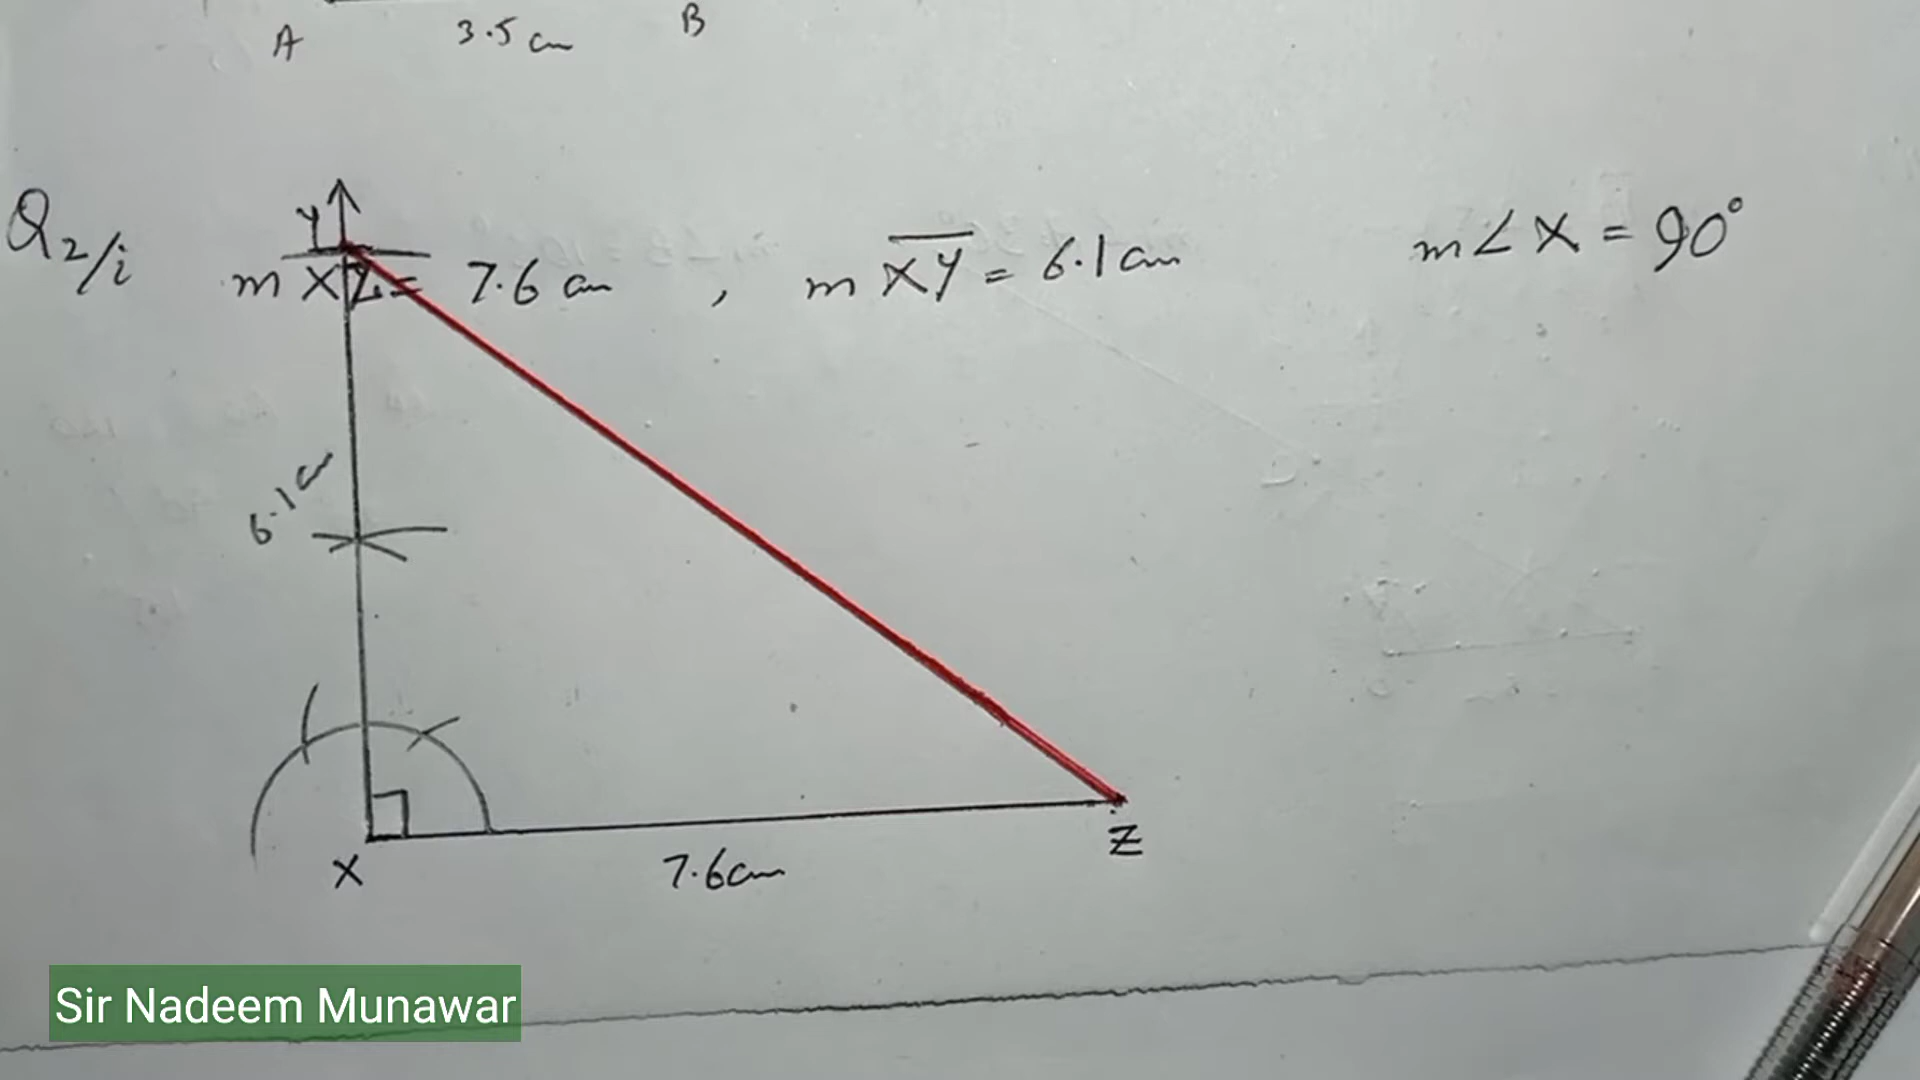 A 3.5 cm B
Q2/i m XZ = 7.6 cm , m XY = 6.1 cm m∠X = 90°
Y
6.1 cm
X 7.6 cm Z
Sir Nadeem Munawar